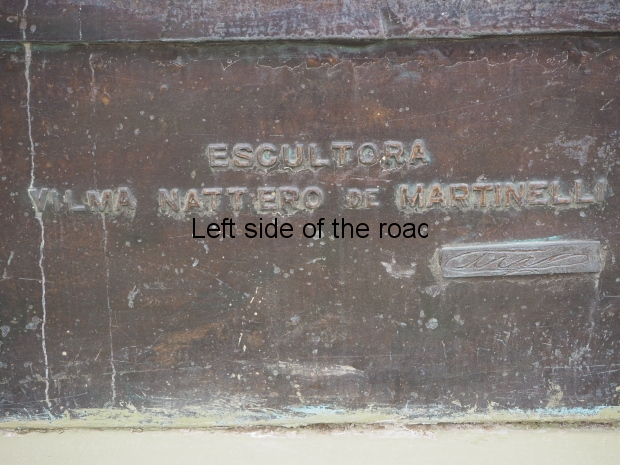 ESCULTORA
VILMA NATTERO DE MARTINELLI
Left side of the roac